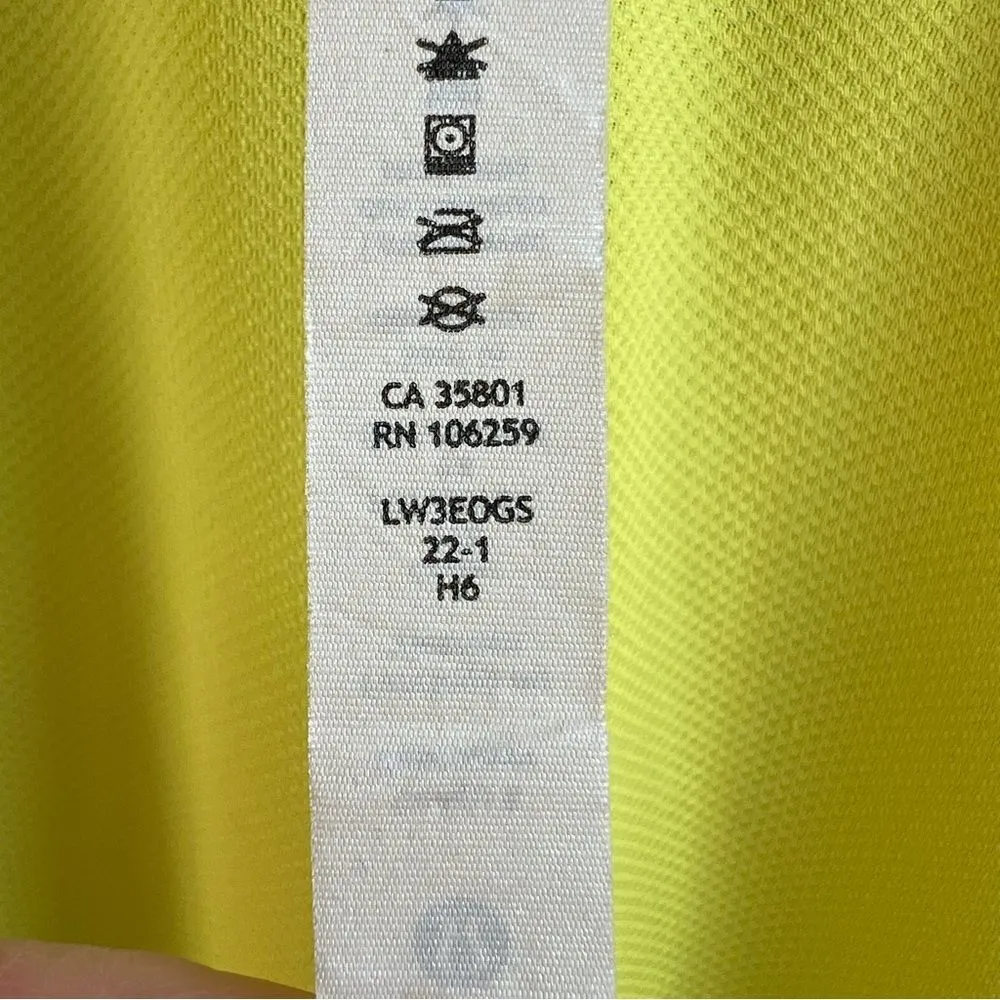 CA 35801
RN 106259
LW3EOGS
22-1
H6